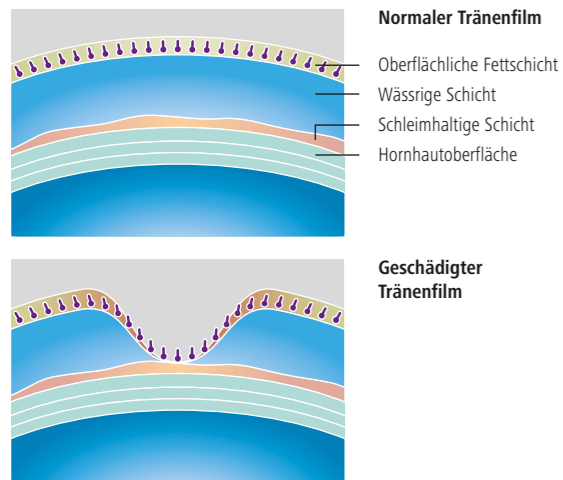 Normaler Tränenfilm
Oberflächliche Fettschicht
Wässrige Schicht
Schleimhaltige Schicht
Hornhautoberfläche
Geschädigter
Tränenfilm